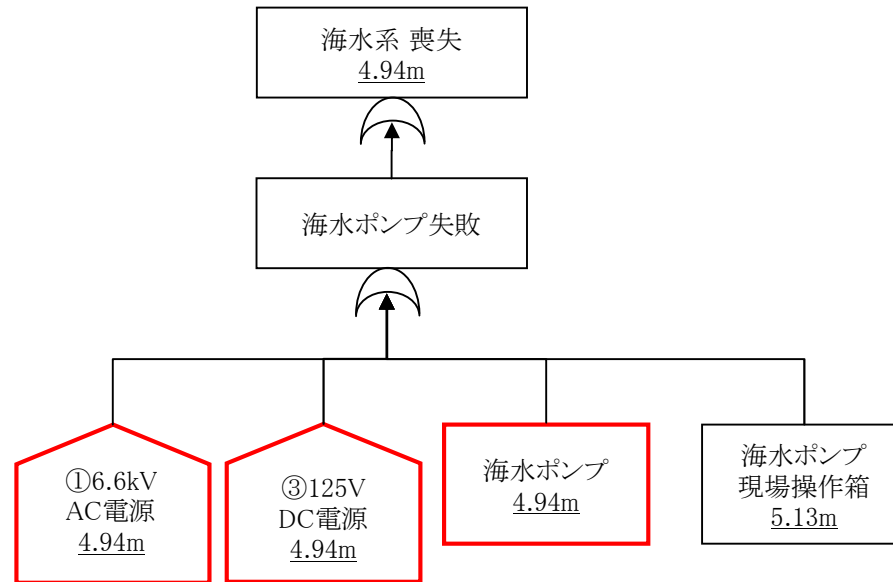 海水系 喪失
4.94m
海水ポンプ失敗
①6.6kV
AC電源
4.94m
③125V
DC電源
4.94m
海水ポンプ
4.94m
海水ポンプ
現場操作箱
5.13m